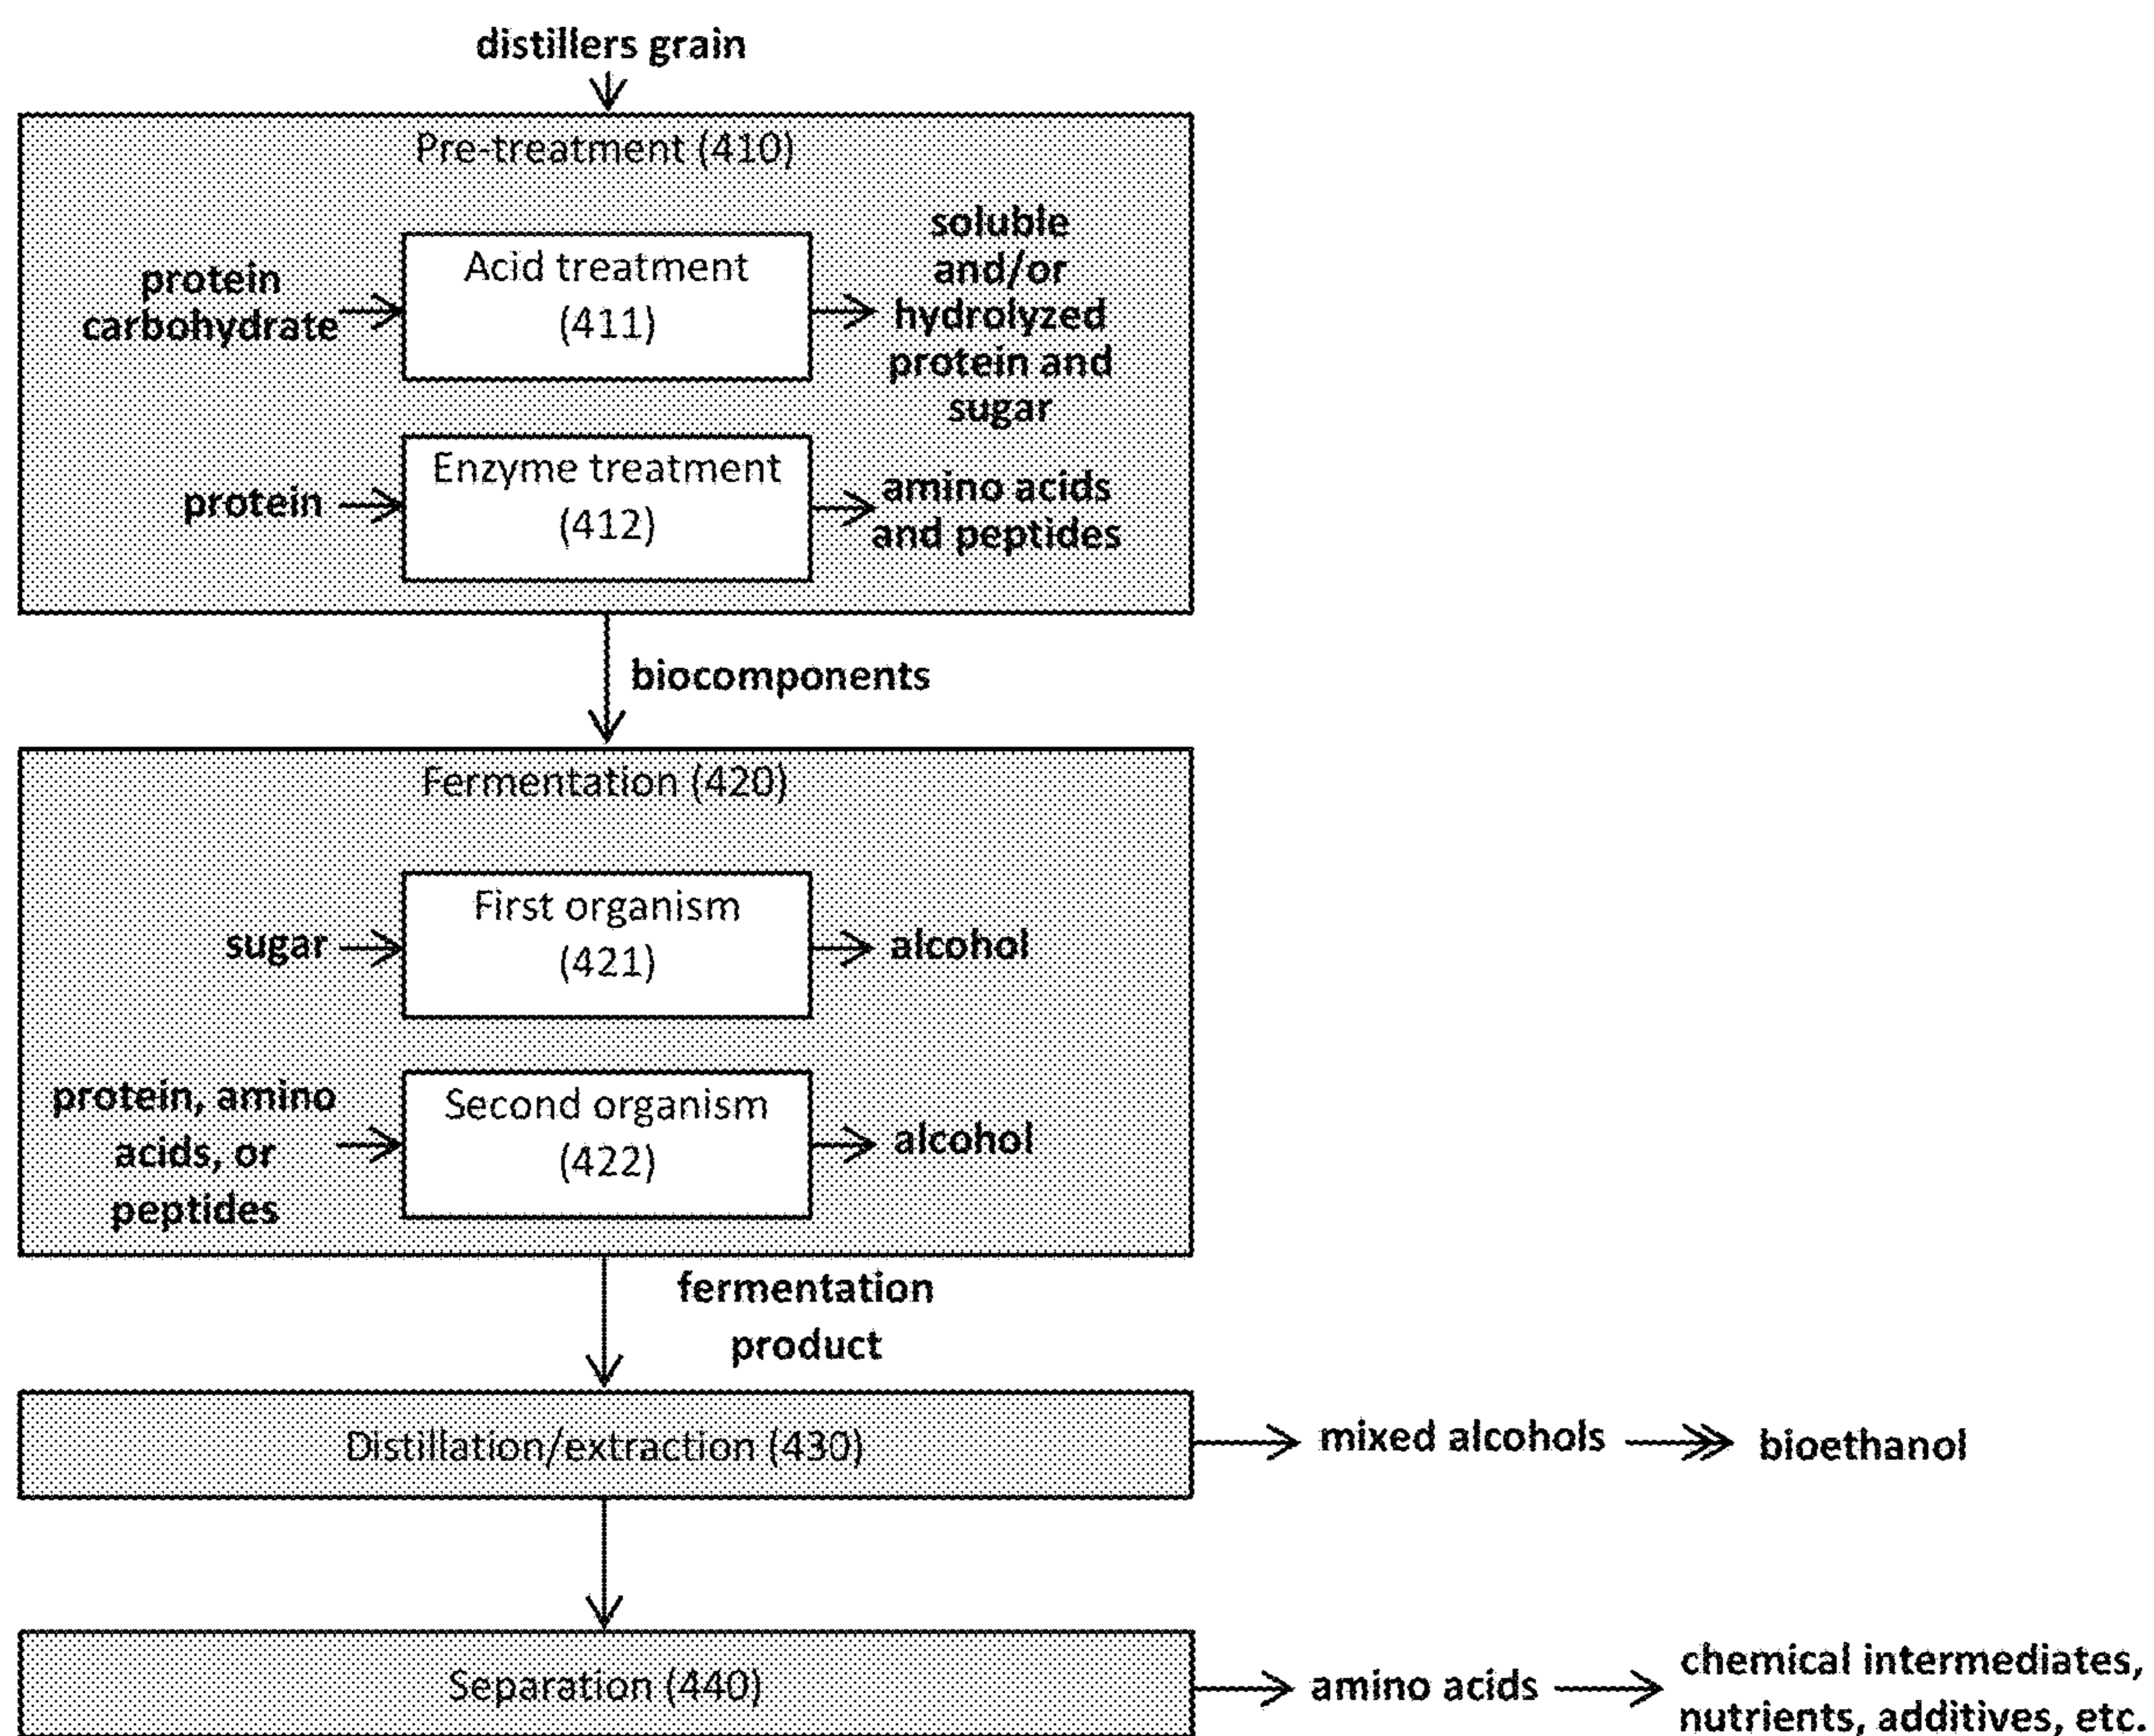 distillers grain
Pre-treatment (410)
protein
carbohydrate
Acid treatment
(411)
soluble
and/or
hydrolyzed
protein and
sugar
protein
Enzyme treatment
(412)
amino acids
and peptides
biocomponents
Fermentation (420)
sugar
First organism
(421)
alcohol
protein, amino
acids, or
peptides
Second organism
(422)
alcohol
fermentation
product
Distillation/extraction (430)
mixed alcohols
bioethanol
Separation (440)
amino acids
chemical intermediates,
nutrients, additives, etc.